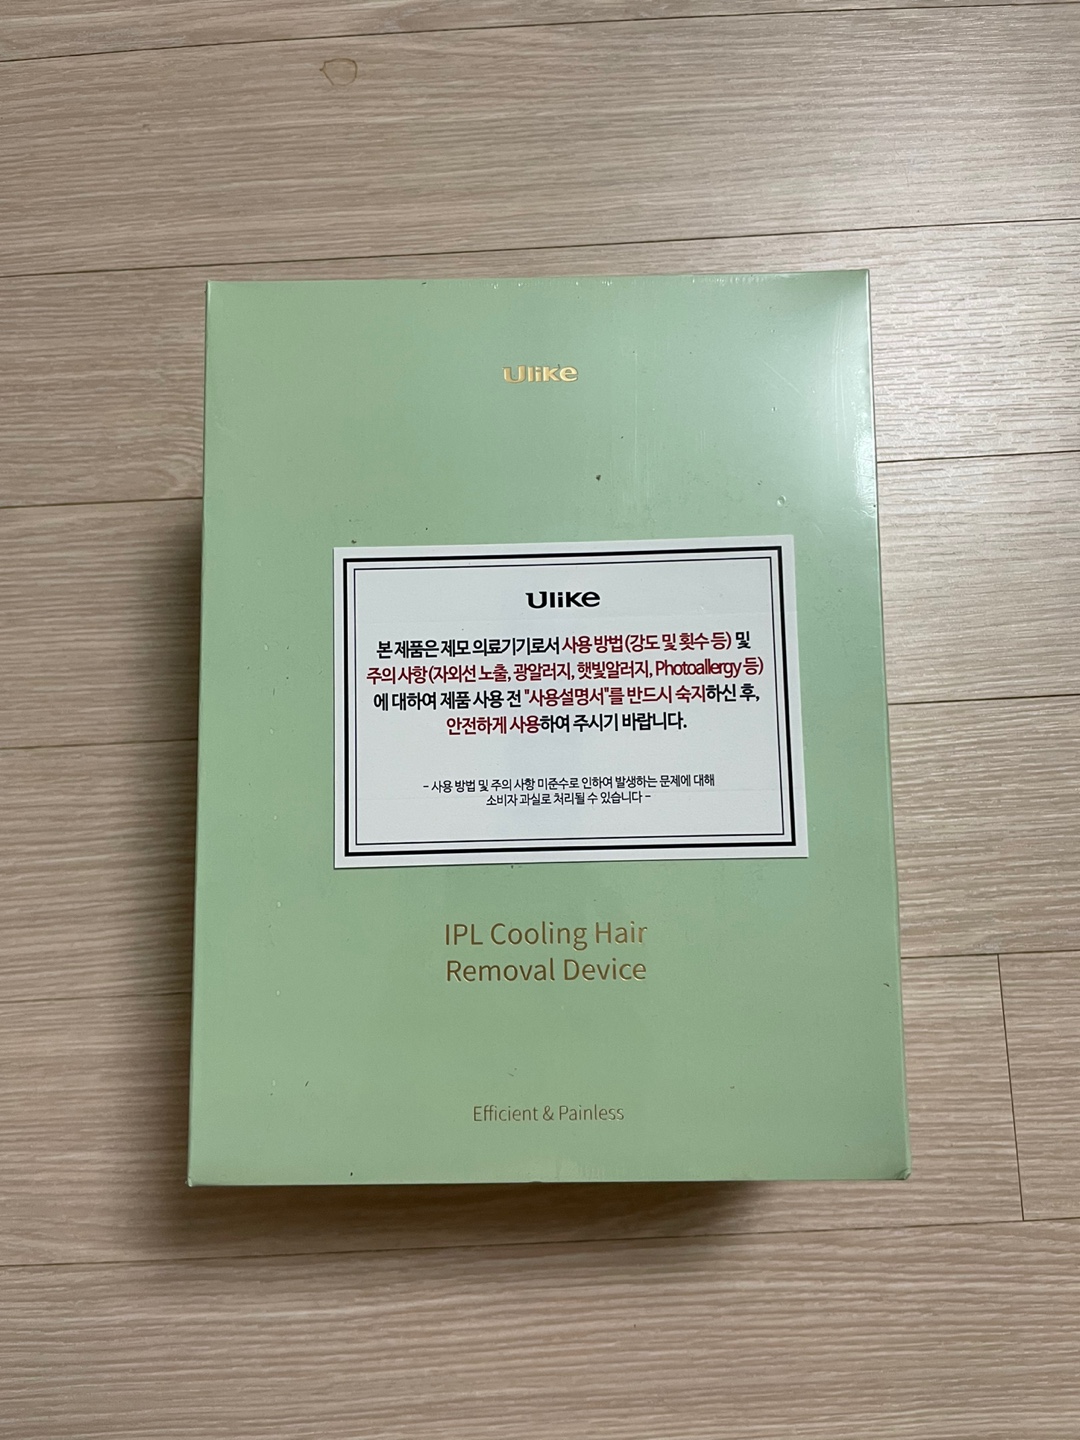 Ulike
Ulike
본 제품은 제모 의료기기로서 사용 방법(강도 및 횟수 등) 및
주의 사항(자외선 노출, 광알러지, 햇빛알러지, Photoallergy 등)
에 대하여 제품 사용 전 "사용설명서"를 반드시 숙지하신 후,
안전하게 사용하여 주시기 바랍니다.
- 사용 방법 및 주의 사항 미준수로 인하여 발생하는 문제에 대해
소비자 과실로 처리될 수 있습니다 -
IPL Cooling Hair
Removal Device
Efficient & Painless